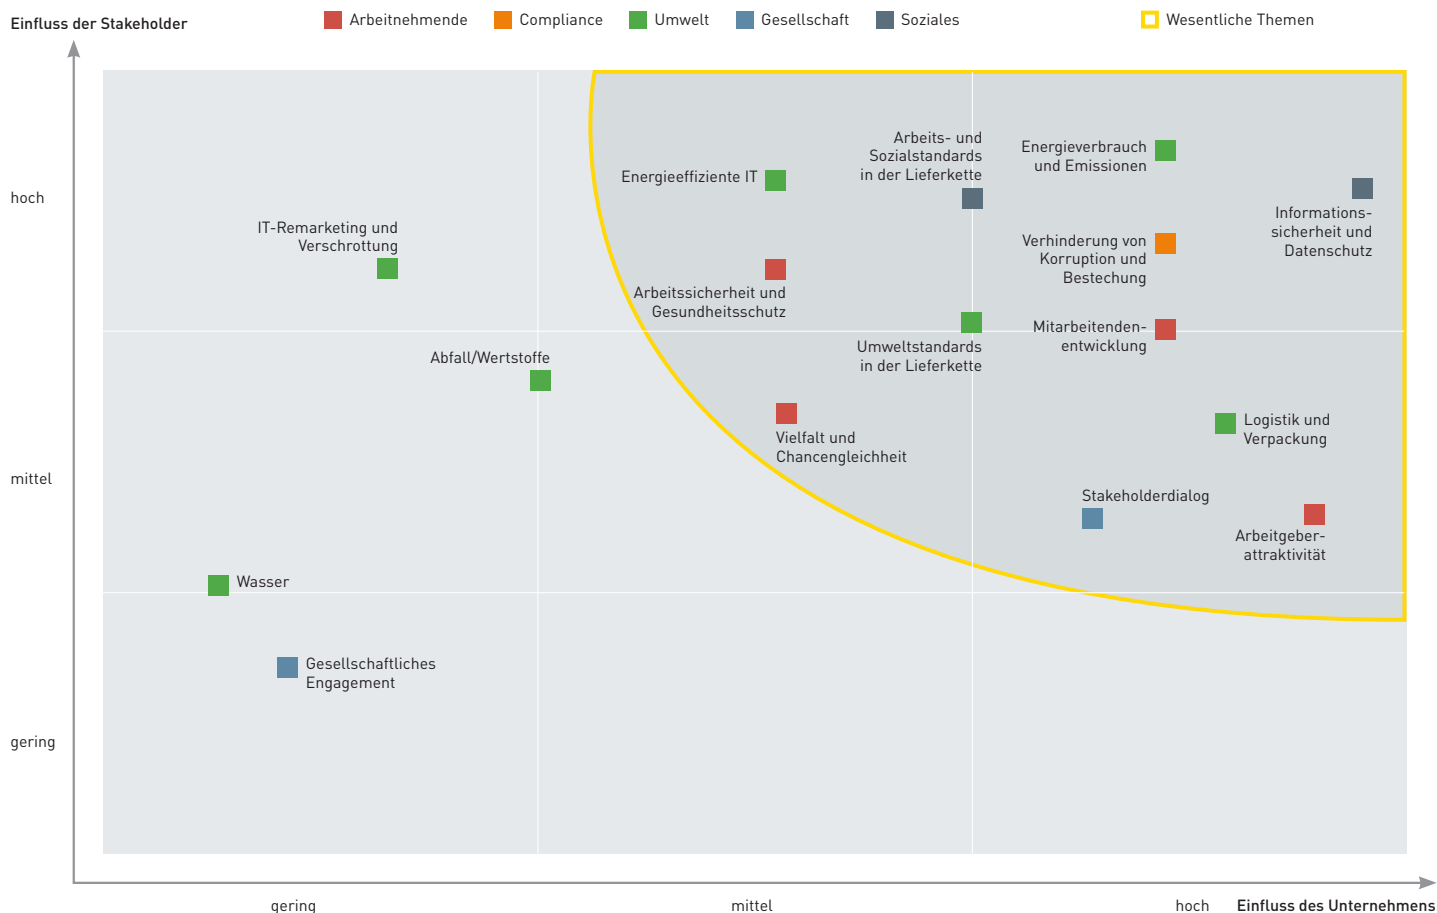 Einfluss der Stakeholder
Arbeitnehmende
Compliance
Umwelt
Gesellschaft
Soziales
Wesentliche Themen
hoch
mittel
gering
IT-Remarketing und
Verschrottung
Abfall/Wertstoffe
Wasser
Gesellschaftliches
Engagement
Energieeffiziente IT
Arbeitssicherheit und
Gesundheitsschutz
Vielfalt und
Chancengleichheit
Arbeits- und
Sozialstandards
in der Lieferkette
Umweltstandards
in der Lieferkette
Energieverbrauch
und Emissionen
Verhinderung von
Korruption und
Bestechung
Mitarbeitenden-
entwicklung
Informations-
sicherheit und
Datenschutz
Logistik und
Verpackung
Stakeholderdialog
Arbeitgeber-
attraktivität
gering
mittel
hoch
Einfluss des Unternehmens